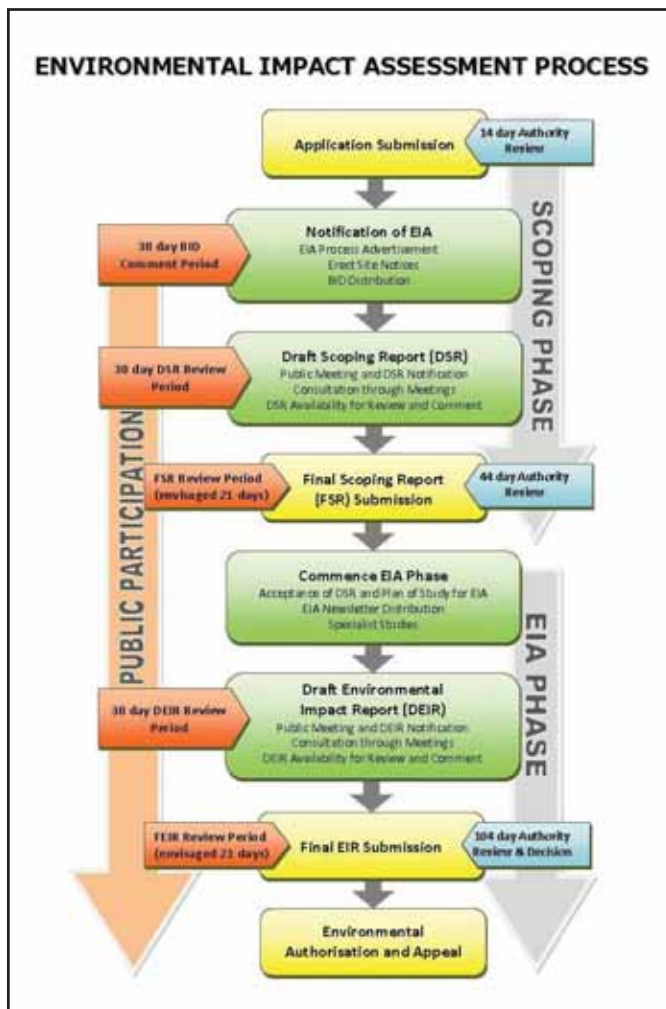 ENVIRONMENTAL IMPACT ASSESSMENT PROCESS
Application Submission
14 day Authority
Review
SCOPING PHASE
30 day BID
Comment Period
Notification of EIA
EIA Process Advertisement
Erect Site Notices
BID Distribution
30 day DSR Review
Period
Draft Scoping Report (DSR)
Public Meeting and DSR Notification
Consultation through Meetings
DSR Availability for Review and Comment
PUBLIC PARTICIPATION
FSR Review Period
(envisaged 21 days)
Final Scoping Report
(FSR) Submission
44 day Authority
Review
Commence EIA Phase
Acceptance of DSR and Plan of Study for EIA
EIA Newsletter Distribution
Specialist Studies
EIA PHASE
30 day DEIR Review
Period
Draft Environmental
Impact Report (DEIR)
Public Meeting and DEIR Notification
Consultation through Meetings
DEIR Availability for Review and Comment
FEIR Review Period
(envisaged 21 days)
Final EIR Submission
104 day Authority
Review & Decision
Environmental
Authorisation and Appeal